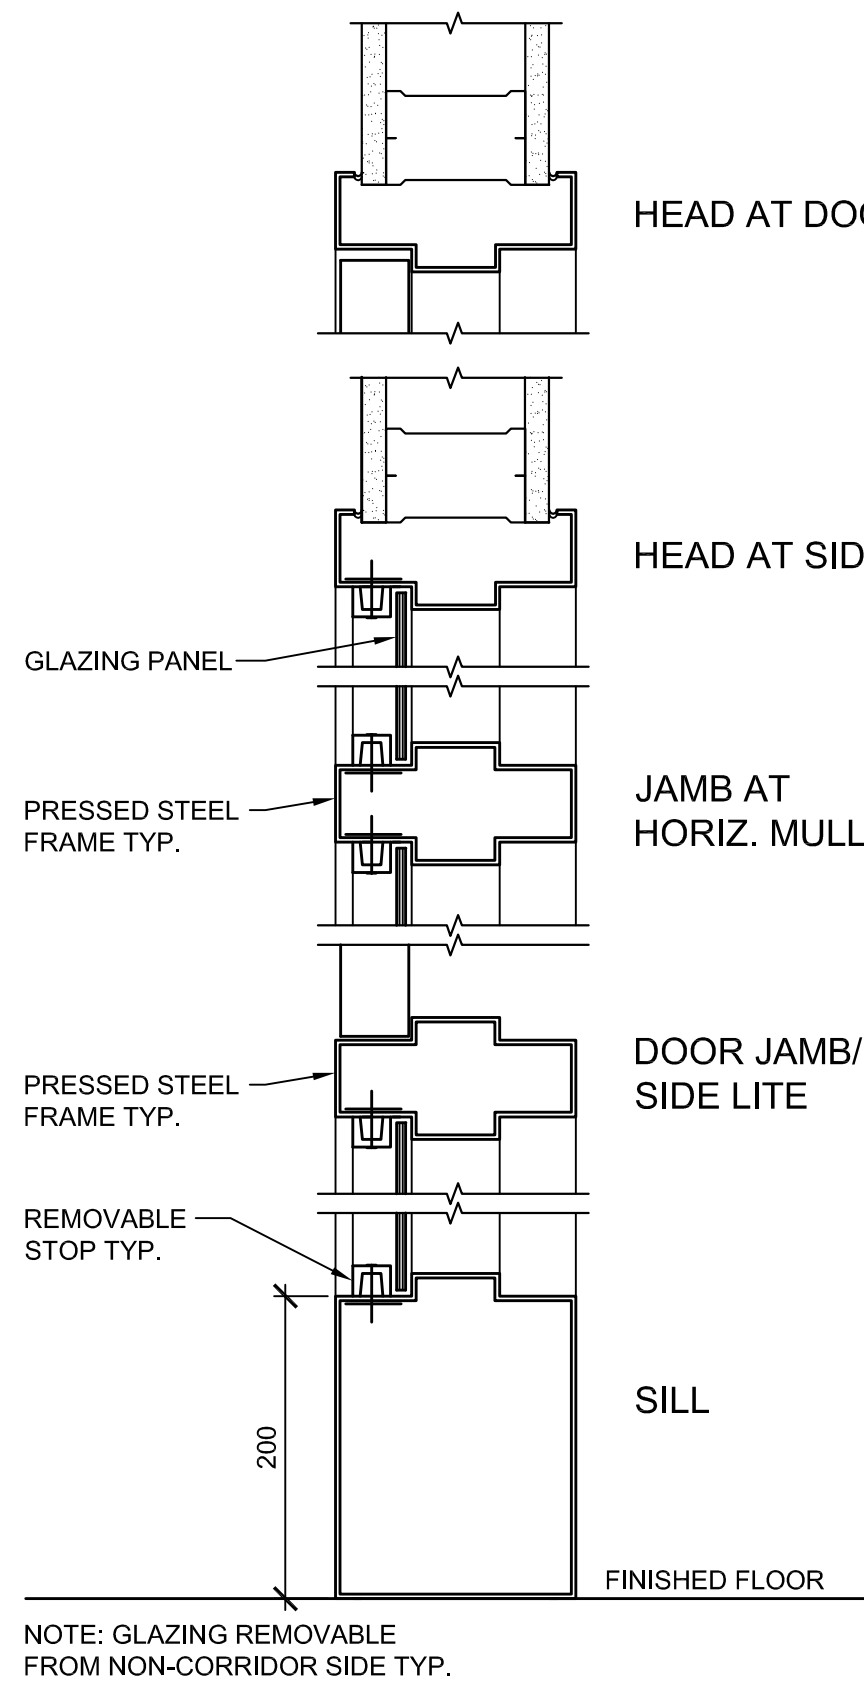 HEAD AT DOO
HEAD AT SID
GLAZING PANEL
PRESSED STEEL
FRAME TYP.
JAMB AT
HORIZ. MULL
PRESSED STEEL
FRAME TYP.
DOOR JAMB/
SIDE LITE
REMOVABLE
STOP TYP.
200
SILL
FINISHED FLOOR
NOTE: GLAZING REMOVABLE
FROM NON-CORRIDOR SIDE TYP.